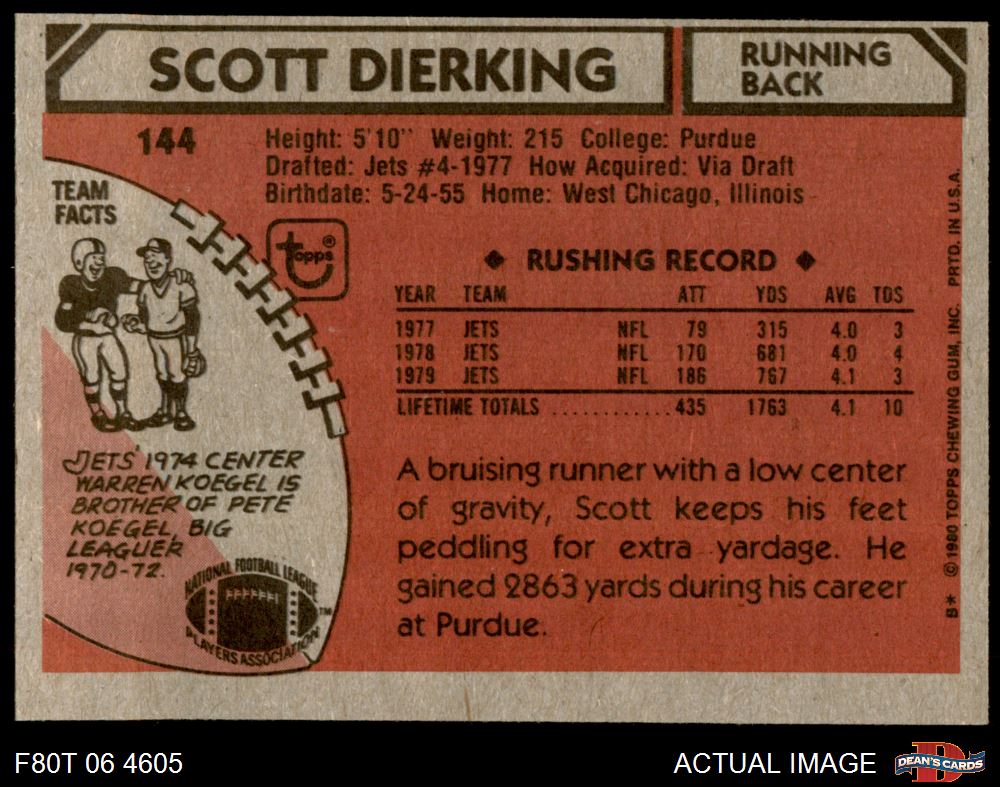 SCOTT DIERKING
RUNNING
BACK
144
Height: 5'10" Weight: 215 College: Purdue
Drafted: Jets #4-1977 How Acquired: Via Draft
Birthdate: 5-24-55 Home: West Chicago, Illinois
TEAM
FACTS
topps®
◆ RUSHING RECORD ◆
YEAR TEAM ATT YDS AVG TDS
1977 JETS NFL 79 315 4.0 3
1978 JETS NFL 170 681 4.0 4
1979 JETS NFL 186 767 4.1 3
LIFETIME TOTALS ............435 1763 4.1 10
JETS' 1974 CENTER
WARREN KOEGEL IS
BROTHER OF PETE
KOEGEL, BIG
LEAGUER
1970-72.
NATIONAL FOOTBALL LEAGUE
PLAYERS ASSOCIATION
TM
A bruising runner with a low center
of gravity, Scott keeps his feet
peddling for extra yardage. He
gained 2863 yards during his career
at Purdue.
B* © 1980 TOPPS CHEWING GUM, INC. PRTD. IN U.S.A.
F80T 06 4605
ACTUAL IMAGE
D
DEAN'S CARDS